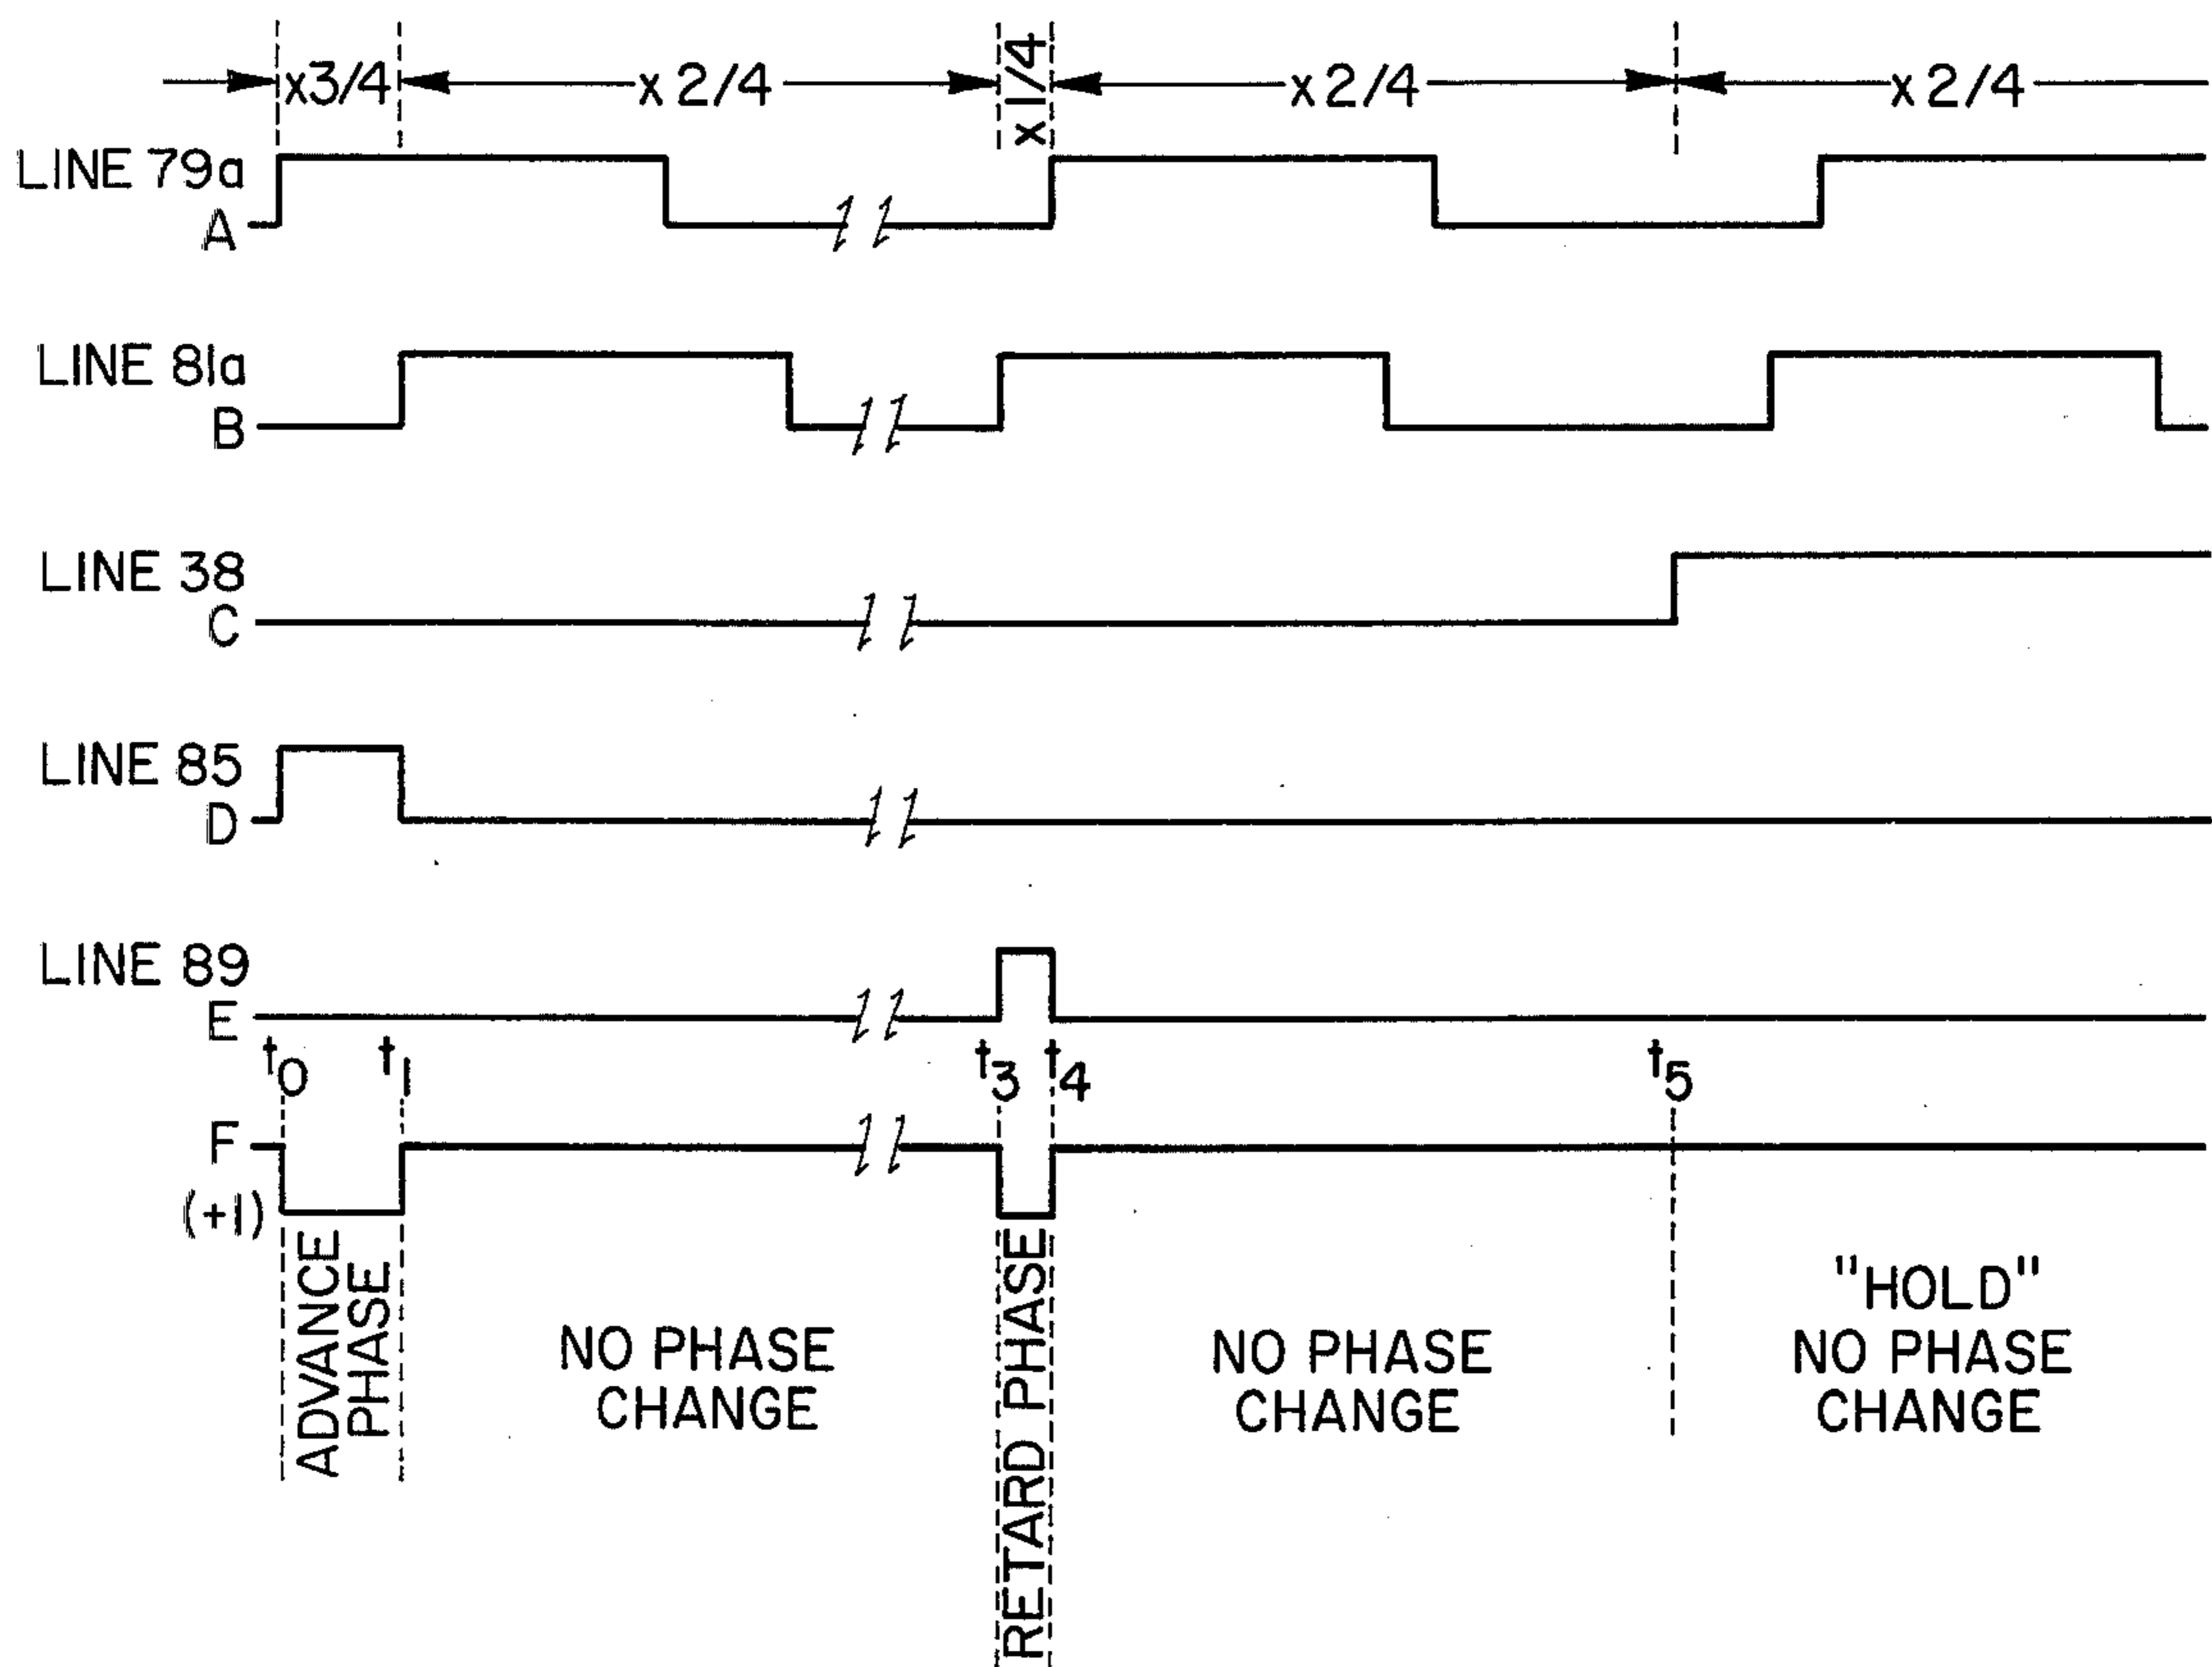 x3/4 x 2/4 x1/4 x 2/4 x 2/4
LINE 79a
A
LINE 81a
B
LINE 38
C
LINE 85
D
LINE 89
E
t0 t1 t3 t4 t5
F
(+1)
ADVANCE
PHASE
NO PHASE
CHANGE
RETARD PHASE
NO PHASE
CHANGE
"HOLD"
NO PHASE
CHANGE